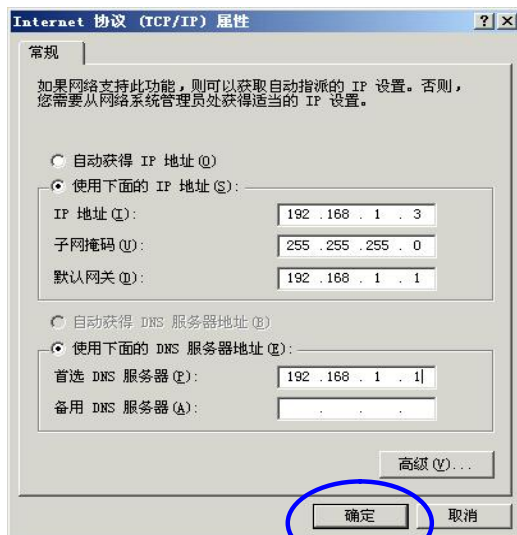 Internet 协议 (TCP/IP) 属性
常规
如果网络支持此功能，则可以获取自动指派的 IP 设置。否则，
您需要从网络系统管理员处获得适当的 IP 设置。
自动获得 IP 地址(O)
使用下面的 IP 地址(S):
IP 地址(I): 192 .168 . 1 . 3
子网掩码(U): 255 .255 .255 . 0
默认网关(D): 192 .168 . 1 . 1
自动获得 DNS 服务器地址(B)
使用下面的 DNS 服务器地址(E):
首选 DNS 服务器(P): 192 .168 . 1 . 1
备用 DNS 服务器(A): . . .
高级(V)...
确定 取消